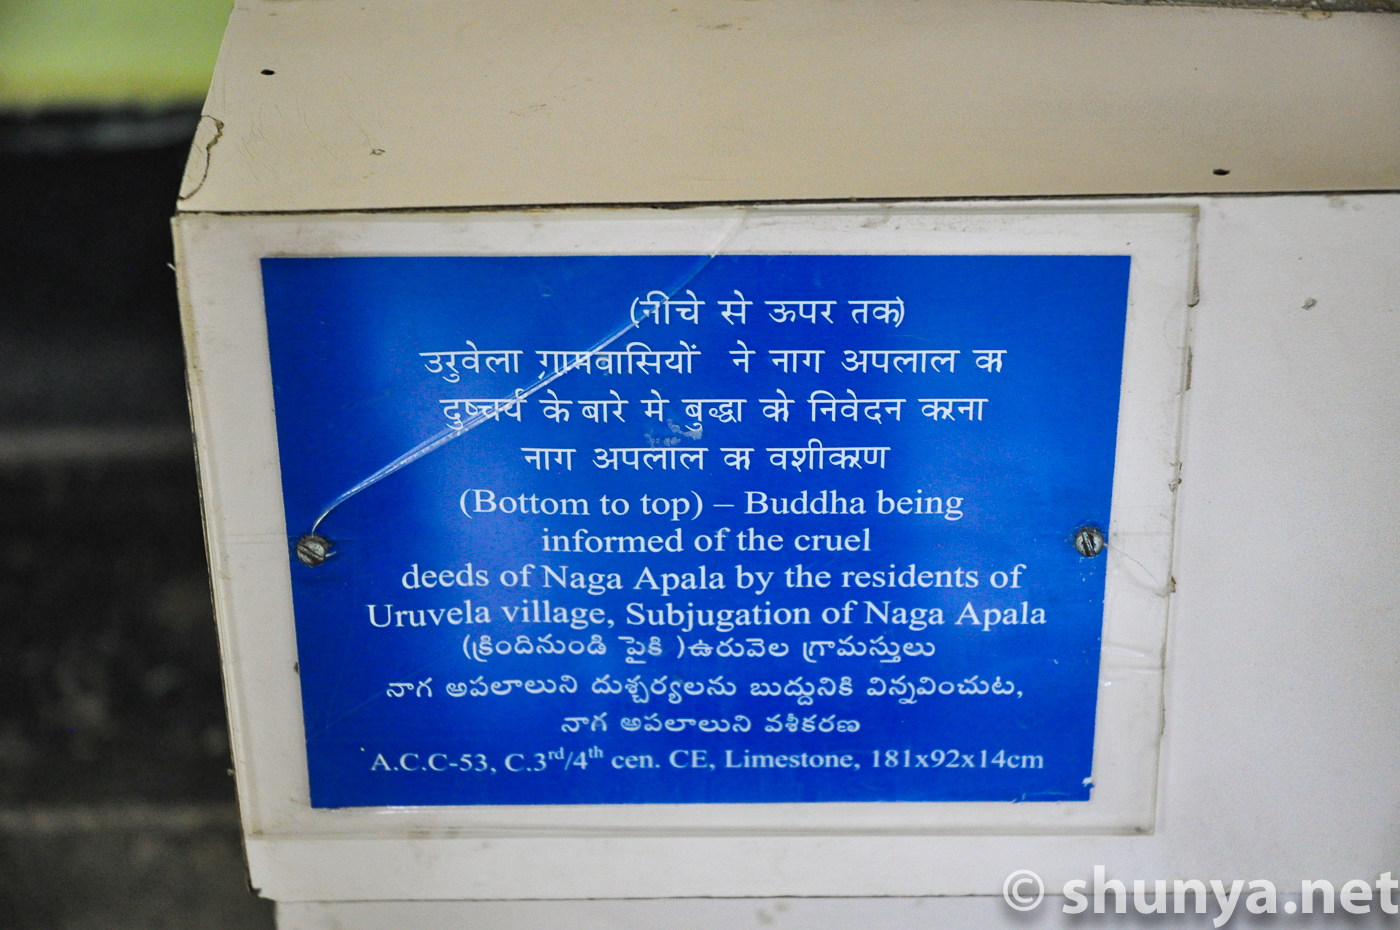 (नीचे से ऊपर तक)
उरुवेला ग्रामवासियों ने नाग अपलाल का
दुष्चर्य के बारे मे बुद्धा को निवेदन करना
नाग अपलाल का वशीकरण
(Bottom to top) – Buddha being
informed of the cruel
deeds of Naga Apala by the residents of
Uruvela village, Subjugation of Naga Apala
(క్రిందినుండి పైకి )ఉరువెల గ్రామస్తులు
నాగ అపలాలుని దుశ్చర్యలను బుద్దునికి విన్నవించుట,
నాగ అపలాలుని వశీకరణ
A.C.C-53, C.3rd/4th cen. CE, Limestone, 181x92x14cm
© shunya.net